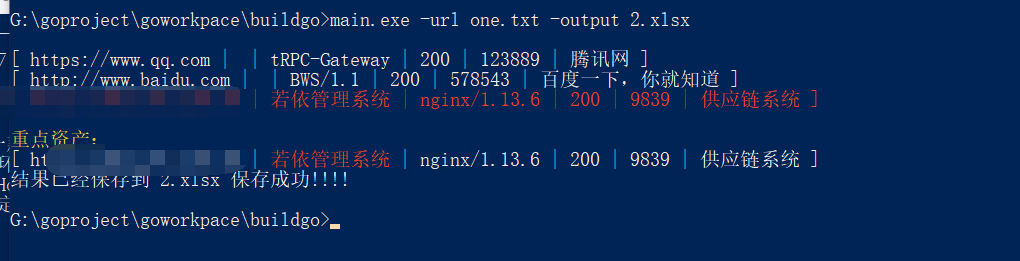 G:\goproject\goworkpace\buildgo>main.exe -url one.txt -output 2.xlsx
[ https://www.qq.com | | tRPC-Gateway | 200 | 123889 | 腾讯网 ]
[ http://www.baidu.com | | BWS/1.1 | 200 | 578543 | 百度一下，你就知道 ]
| 若依管理系统 | nginx/1.13.6 | 200 | 9839 | 供应链系统 ]
重点资产：
[ ht | 若依管理系统 | nginx/1.13.6 | 200 | 9839 | 供应链系统 ]
结果已经保存到 2.xlsx 保存成功!!!!
G:\goproject\goworkpace\buildgo>